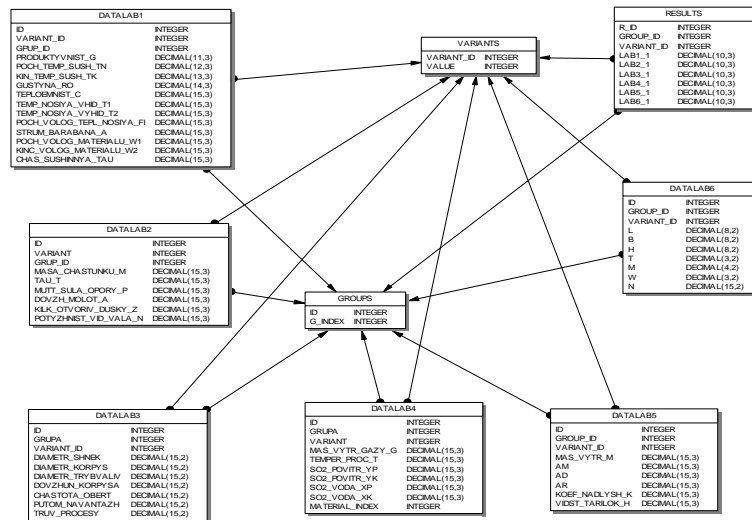 DATALAB1
ID INTEGER
VARIANT_ID INTEGER
GPUP_ID INTEGER
PRODUKTYVNIST_G DECIMAL(11,3)
POCH_TEMP_SUSH_TN DECIMAL(12,3)
KIN_TEMP_SUSH_TK DECIMAL(13,3)
GUSTYNA_RO DECIMAL(14,3)
TEPLOEMNIST_C DECIMAL(15,3)
TEMP_NOSIYA_VHID_T1 DECIMAL(15,3)
TEMP_NOSIYA_VYHID_T2 DECIMAL(15,3)
POCH_VOLOG_TEPL_NOSIYA_FI DECIMAL(15,3)
STRUM_BARABANA_A DECIMAL(15,3)
POCH_VOLOG_MATERIALU_W1 DECIMAL(15,3)
KINC_VOLOG_MATERIALU_W2 DECIMAL(15,3)
CHAS_SUSHINNYA_TAU DECIMAL(15,3)
VARIANTS
VARIANT_ID INTEGER
VALUE INTEGER
RESULTS
R_ID INTEGER
GROUP_ID INTEGER
VARIANT_ID INTEGER
LAB1_1 DECIMAL(10,3)
LAB2_1 DECIMAL(10,3)
LAB3_1 DECIMAL(10,3)
LAB4_1 DECIMAL(10,3)
LAB5_1 DECIMAL(10,3)
LAB6_1 DECIMAL(10,3)
DATALAB2
ID INTEGER
VARIANT INTEGER
GRUP_ID INTEGER
MASA_CHASTUNKU_M DECIMAL(15,3)
TAU_T DECIMAL(15,3)
MUTT_SULA_OPORY_P DECIMAL(15,3)
DOVZH_MOLOT_A DECIMAL(15,3)
KILK_OTVORIV_DUSKY_Z DECIMAL(15,3)
POTYZHNIST_VID_VALA_N DECIMAL(15,3)
GROUPS
ID INTEGER
G_INDEX INTEGER
DATALAB6
ID INTEGER
GROUP_ID INTEGER
VARIANT_ID INTEGER
L DECIMAL(8,2)
B DECIMAL(8,2)
H DECIMAL(8,2)
T DECIMAL(3,2)
M DECIMAL(4,2)
W DECIMAL(3,2)
N DECIMAL(15,2)
DATALAB3
ID INTEGER
GRUPA INTEGER
VARIANT_ID INTEGER
DIAMETR_SHNEK DECIMAL(15,2)
DIAMETR_KORPYS DECIMAL(15,2)
DIAMETR_TRYBVALIV DECIMAL(15,2)
DOVZHUN_KORPYSA DECIMAL(15,2)
CHASTOTA_OBERT DECIMAL(15,2)
PUTOM_NAVANTAZH DECIMAL(15,2)
TRUV_PROCESY DECIMAL(15,2)
DATALAB4
ID INTEGER
GRUPA INTEGER
VARIANT INTEGER
MAS_VYTR_GAZY_G DECIMAL(15,3)
TEMPER_PROC_T DECIMAL(15,3)
SO2_POVITR_YP DECIMAL(15,3)
SO2_POVITR_YK DECIMAL(15,3)
SO2_VODA_XP DECIMAL(15,3)
SO2_VODA_XK DECIMAL(15,3)
MATERIAL_INDEX INTEGER
DATALAB5
ID INTEGER
GROUP_ID INTEGER
VARIANT_ID INTEGER
MAS_VYTR_M DECIMAL(15,3)
AM DECIMAL(15,3)
AD DECIMAL(15,3)
AR DECIMAL(15,3)
KOEF_NADLYSH_K DECIMAL(15,3)
VIDST_TARILOK_H DECIMAL(15,3)